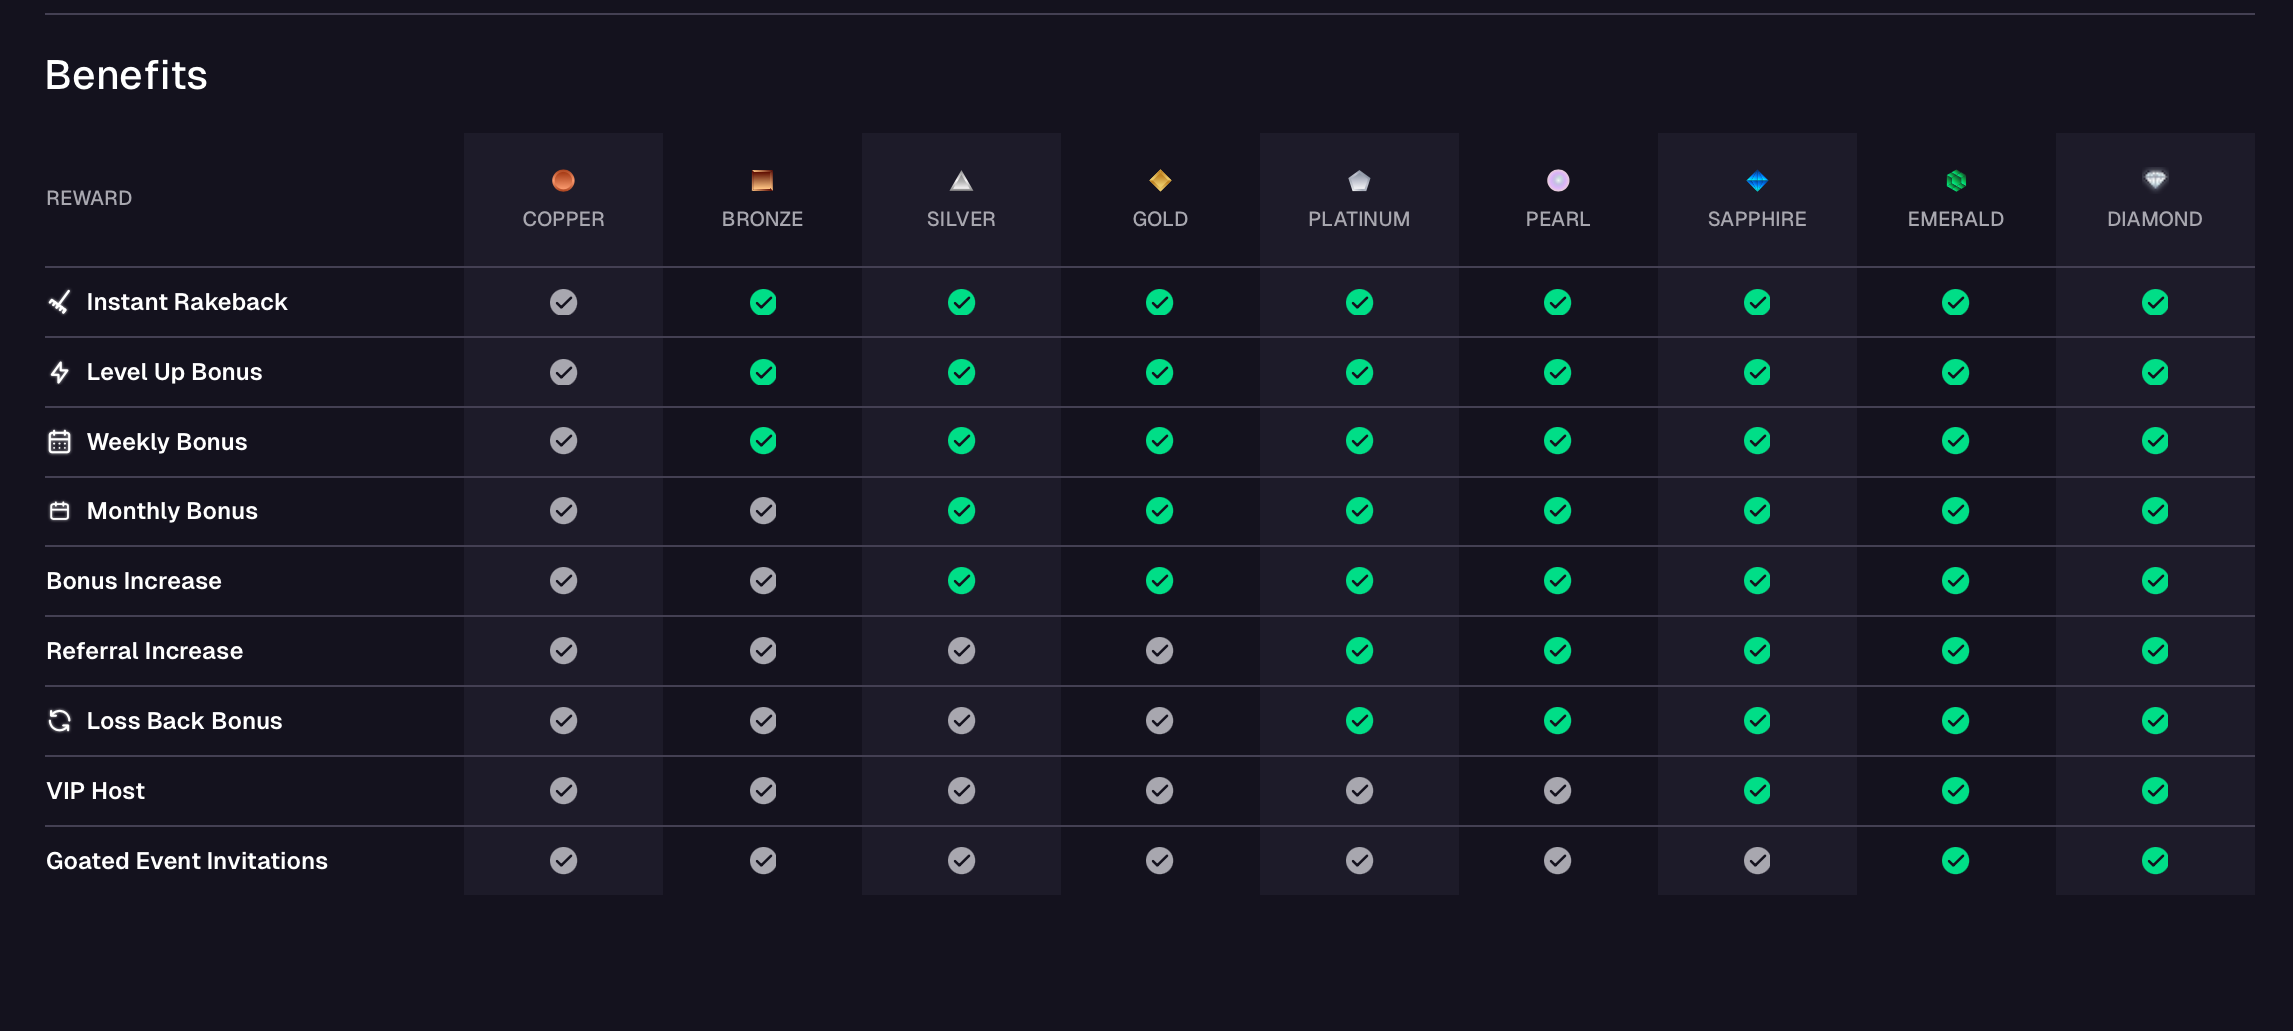 Benefits
REWARD COPPER BRONZE SILVER GOLD PLATINUM PEARL SAPPHIRE EMERALD DIAMOND
Instant Rakeback
Level Up Bonus
Weekly Bonus
Monthly Bonus
Bonus Increase
Referral Increase
Loss Back Bonus
VIP Host
Goated Event Invitations